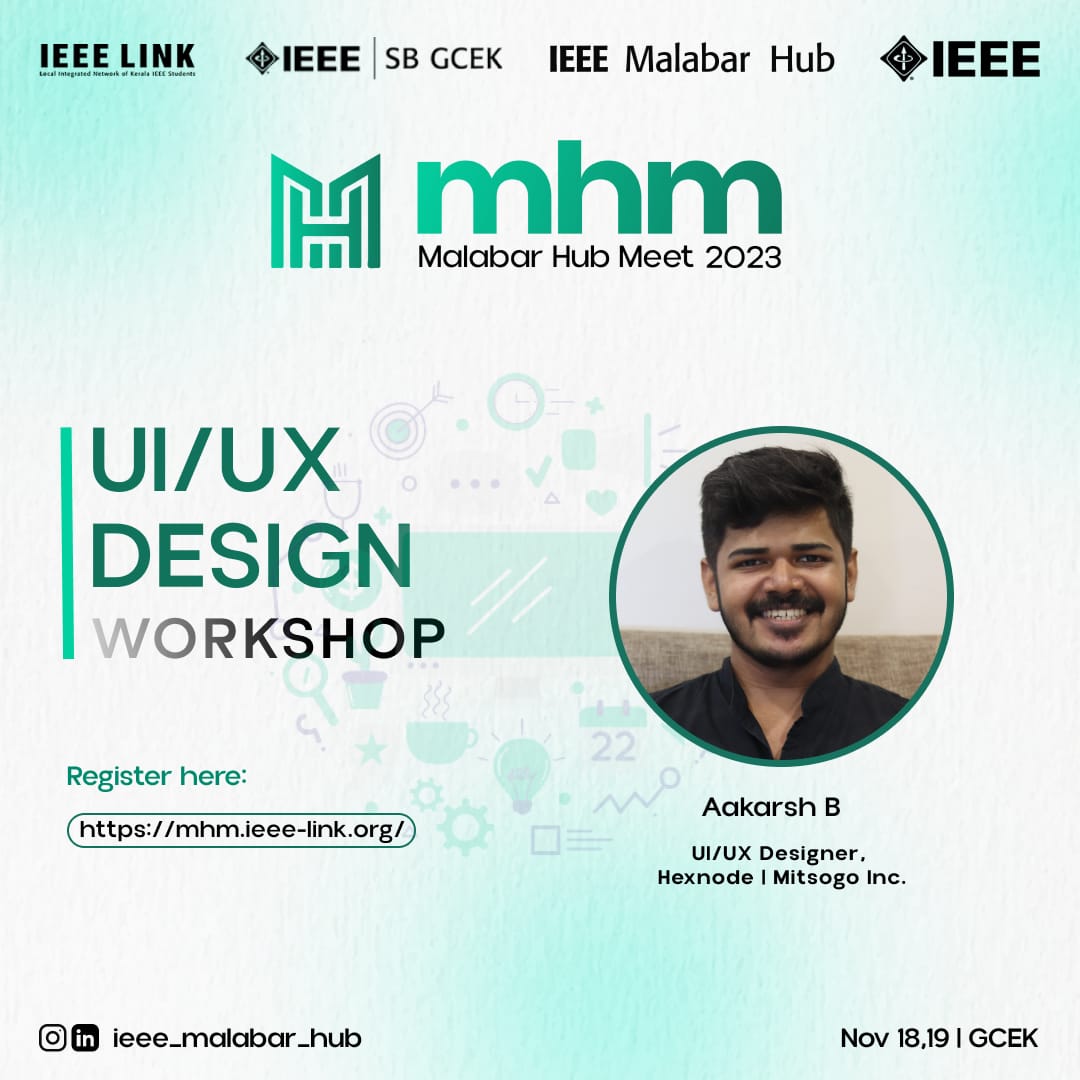 IEEE LINK
Local Integrated Network of Kerala IEEE Students
IEEE | SB GCEK
IEEE Malabar Hub
IEEE
mhm
Malabar Hub Meet 2023
UI/UX
DESIGN
WORKSHOP
22
Register here:
https://mhm.ieee-link.org/
Aakarsh B
UI/UX Designer,
Hexnode | Mitsogo Inc.
in ieee_malabar_hub
Nov 18,19 | GCEK